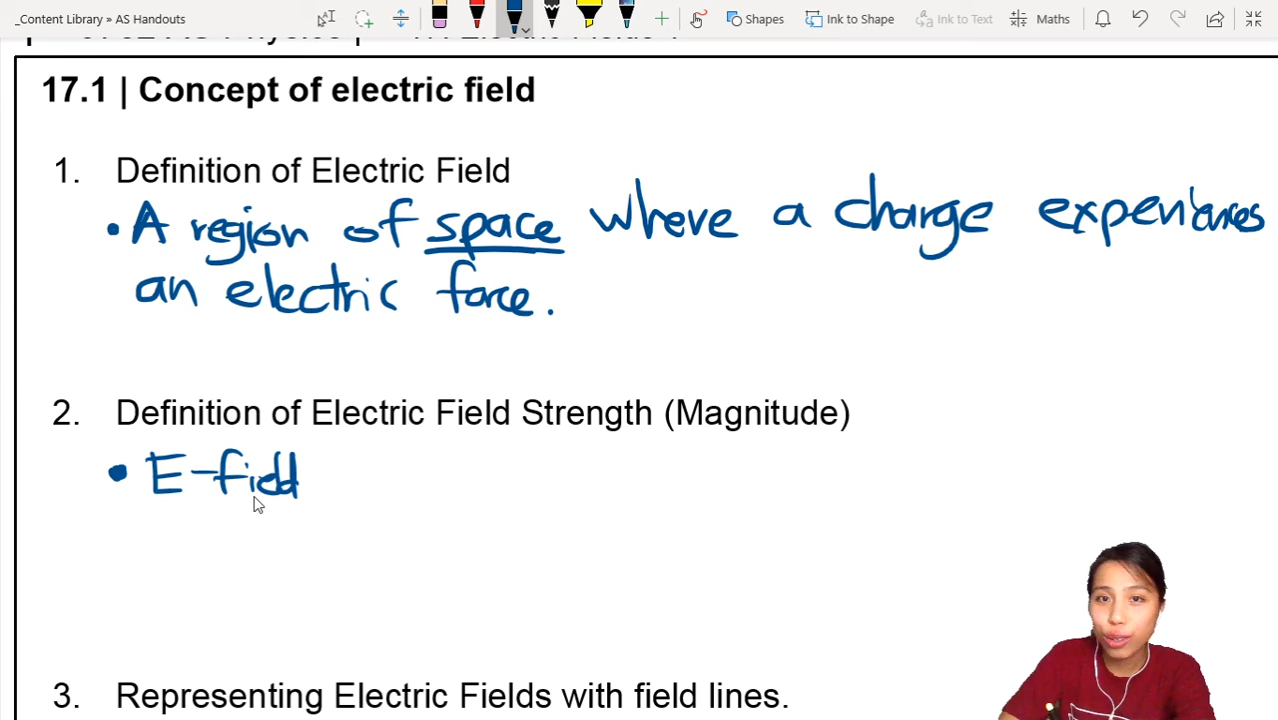 _Content Library » AS Handouts
Shapes
Ink to Shape
Ink to Text
Maths
17.1 | Concept of electric field
1. Definition of Electric Field
• A region of space where a charge experiences
an electric force.
2. Definition of Electric Field Strength (Magnitude)
• E-field
3. Representing Electric Fields with field lines.